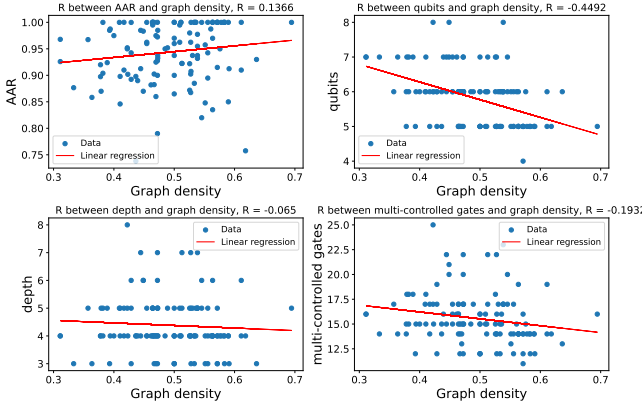 R between AAR and graph density, R = 0.1366
1.00
0.95
0.90
0.85
0.80
0.75
AAR
Data
Linear regression
0.3 0.4 0.5 0.6 0.7
Graph density
R between qubits and graph density, R = -0.4492
8
7
6
5
4
qubits
Data
Linear regression
0.3 0.4 0.5 0.6 0.7
Graph density
R between depth and graph density, R = -0.065
8
7
6
5
4
3
depth
Data
Linear regression
0.3 0.4 0.5 0.6 0.7
Graph density
R between multi-controlled gates and graph density, R = -0.1932
25.0
22.5
20.0
17.5
15.0
12.5
multi-controlled gates
Data
Linear regression
0.3 0.4 0.5 0.6 0.7
Graph density